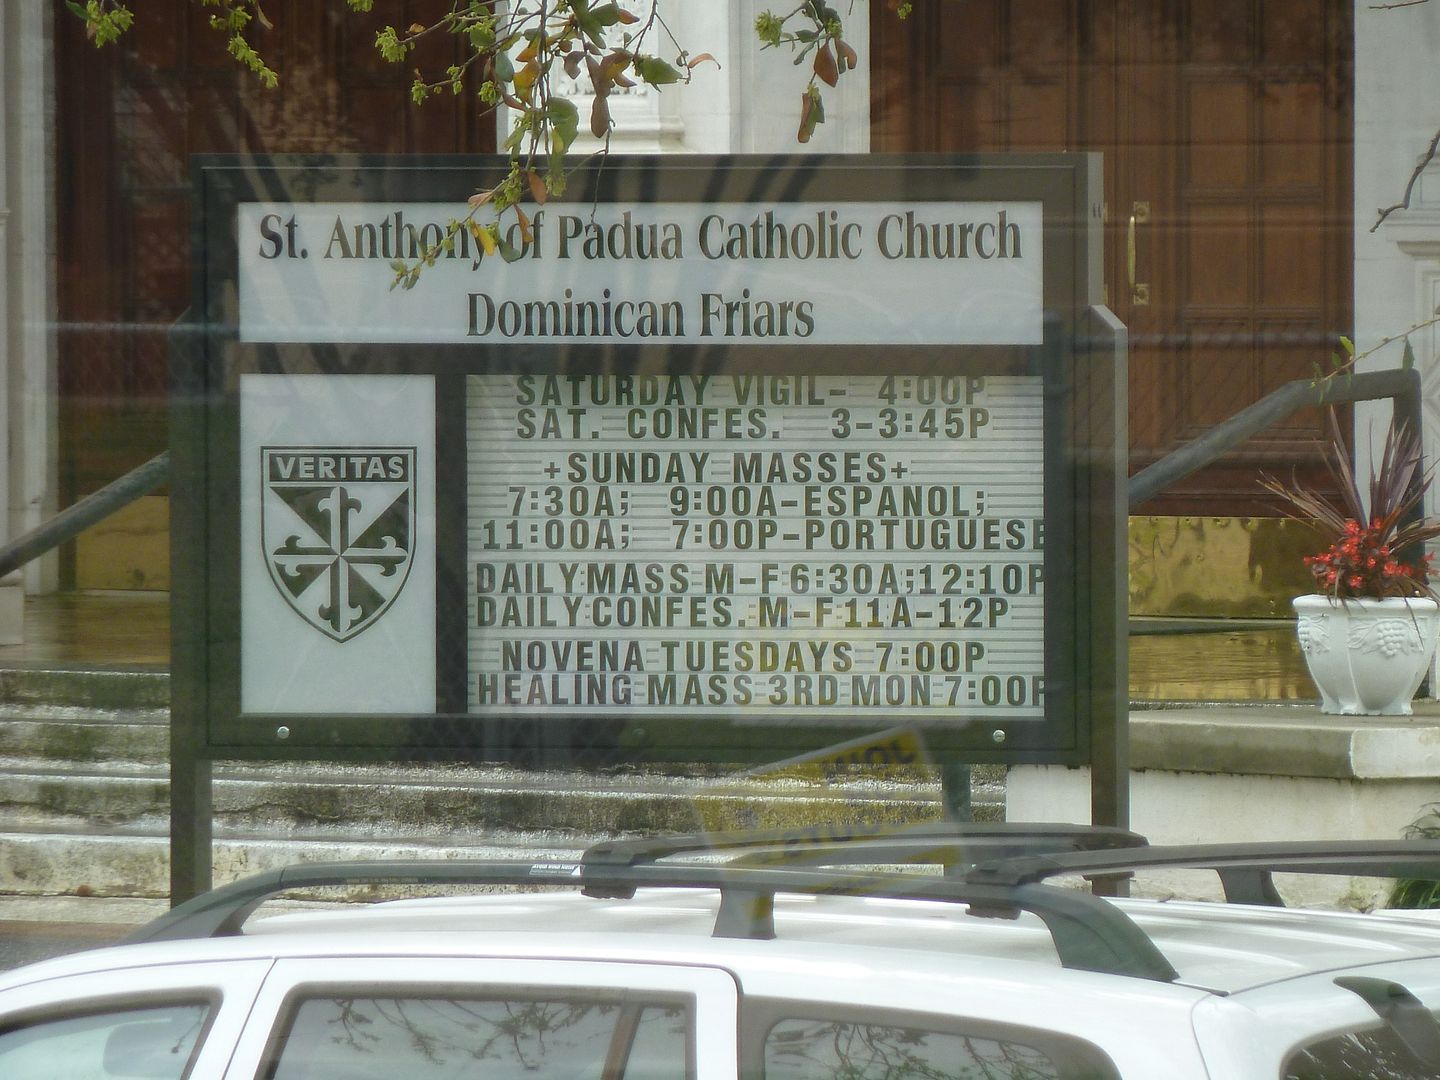 St. Anthony of Padua Catholic Church
Dominican Friars
VERITAS
SATURDAY VIGIL- 4:00P
SAT. CONFES. 3-3:45P
+SUNDAY MASSES+
7:30A; 9:00A-ESPANOL;
11:00A; 7:00P-PORTUGUESE
DAILY MASS M-F 6:30A;12:10P
DAILY CONFES. M-F 11A-12P
NOVENA TUESDAYS 7:00P
HEALING MASS 3RD MON 7:00P